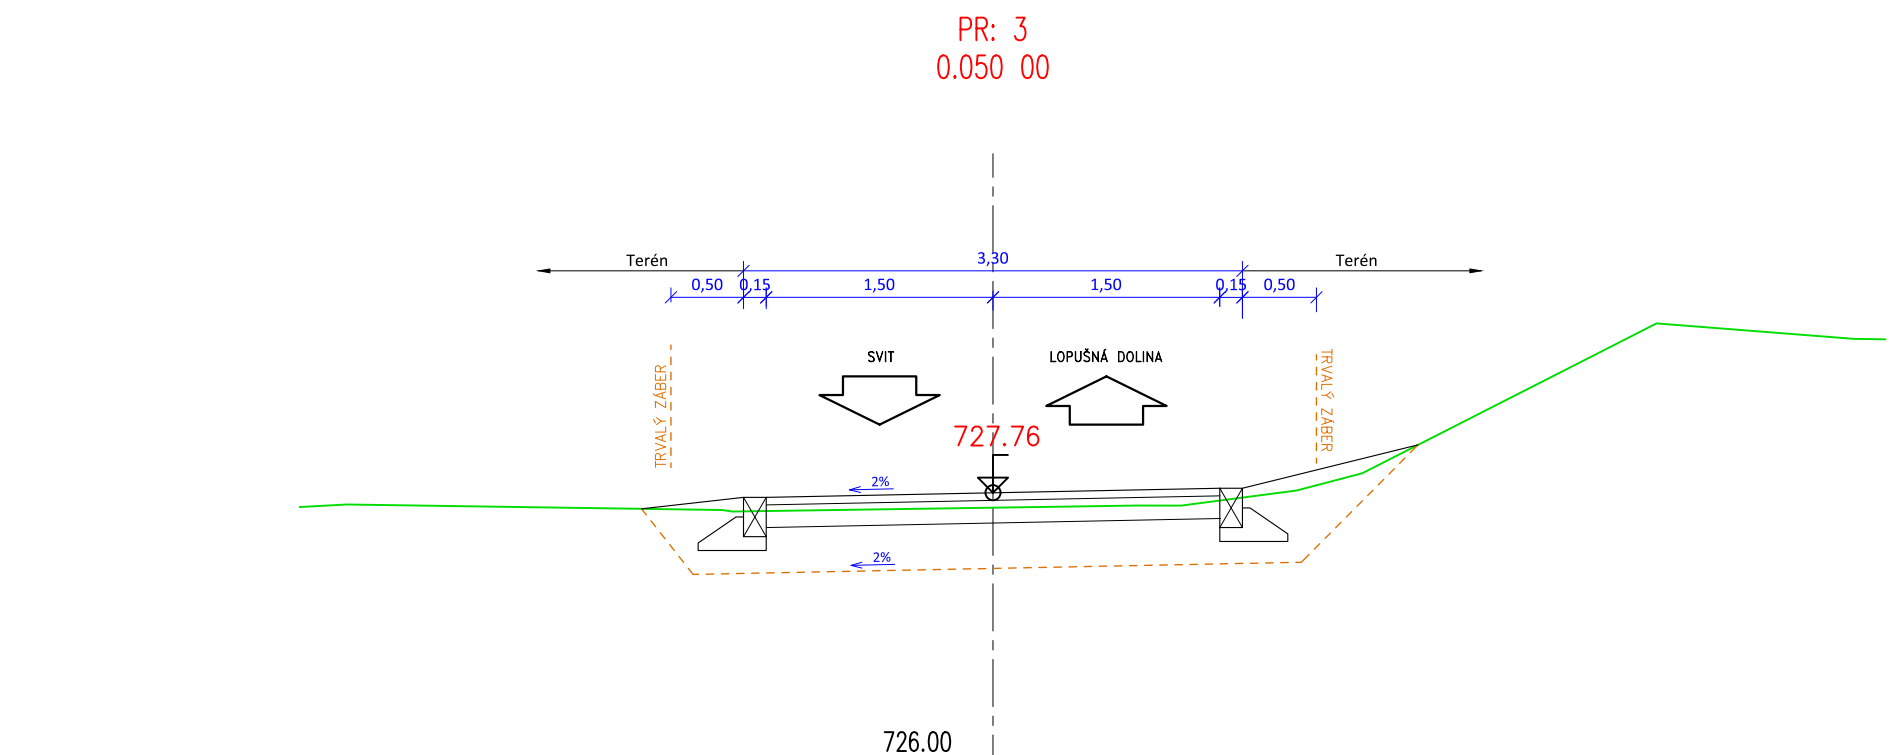 PR: 3
0.050 00
Terén 3,30 Terén
0,50 0,15 1,50 1,50 0,15 0,50
SVIT LOPUŠNÁ DOLINA
TRVALÝ ZÁBER
TRVALÝ ZÁBER
727.76
2%
2%
726.00